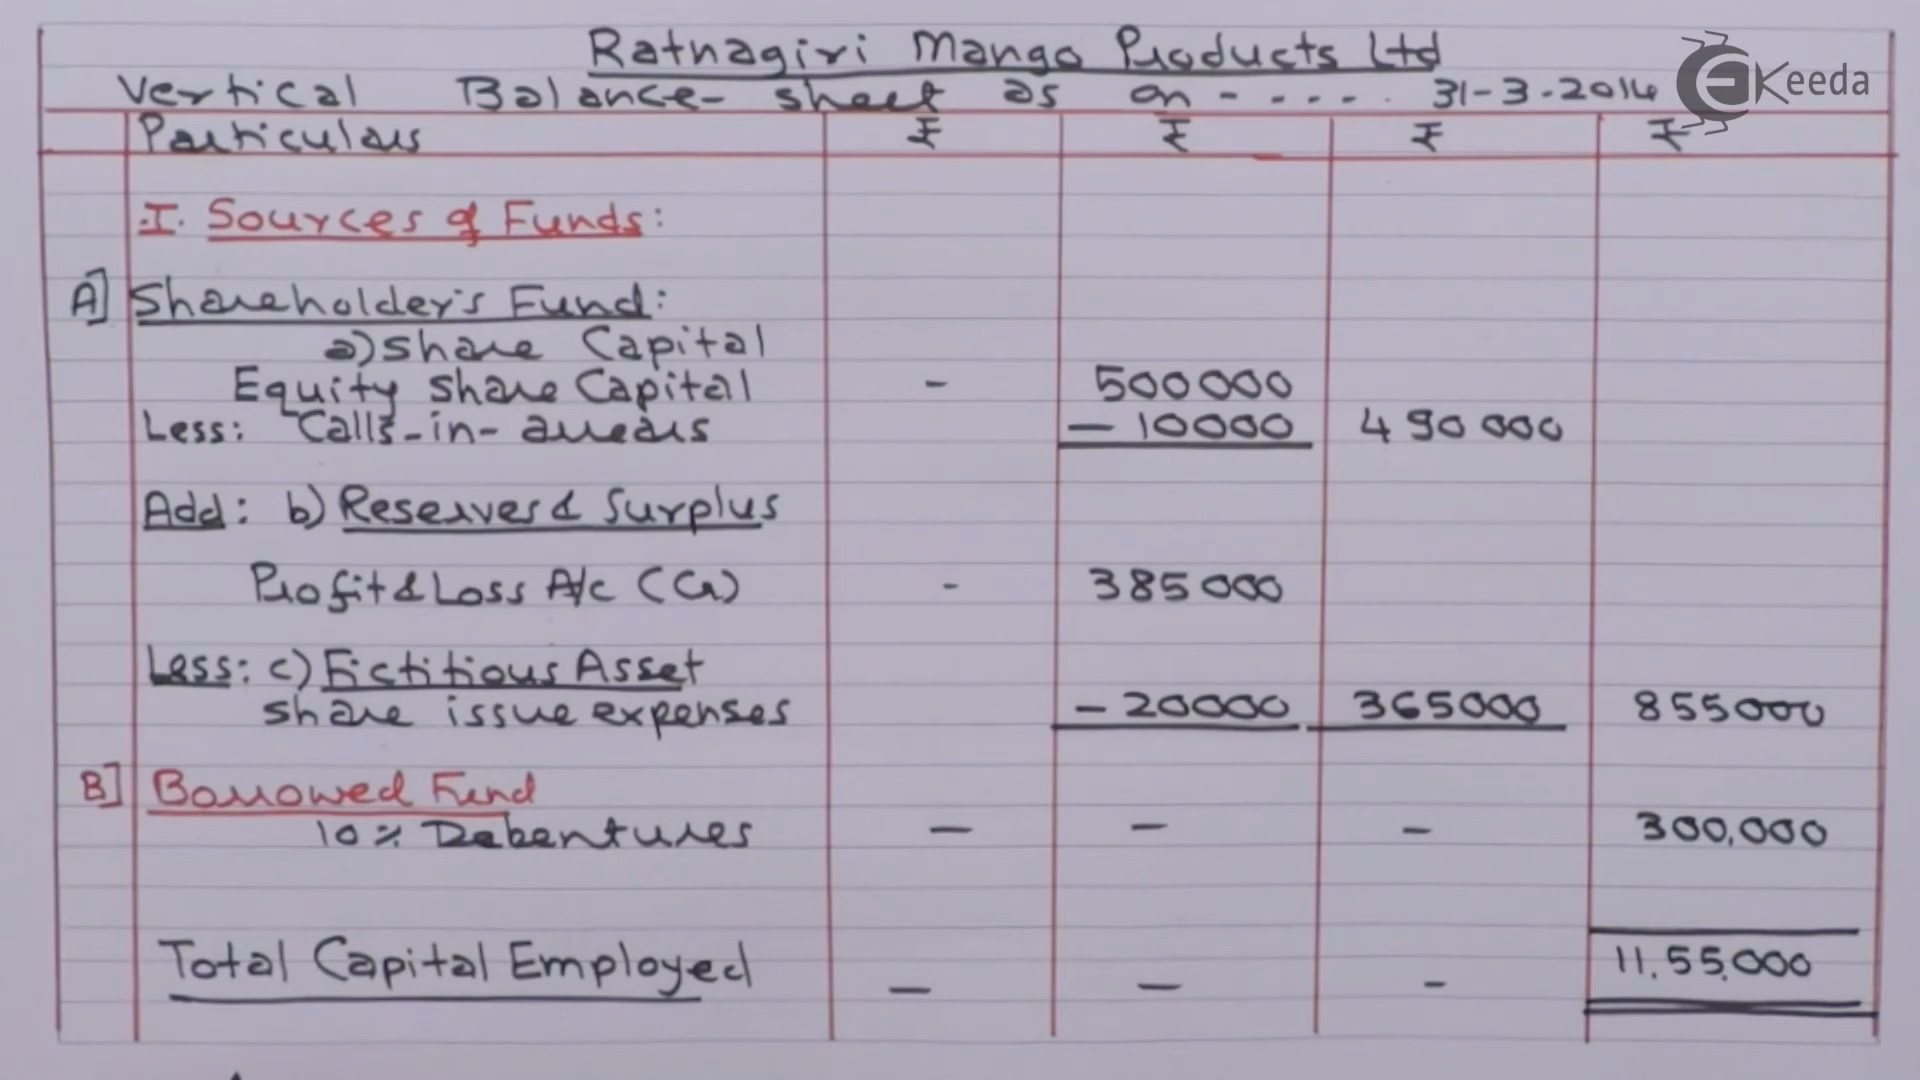 Ratnagiri Mango Products Ltd
Vertical Balance-sheet as on - - - - . 31-3-2014
EKeeda
Particulars ₹ ₹ ₹ ₹
I. Sources of Funds:
A] Shareholder's Fund:
a) Share Capital
Equity Share Capital - 500000
Less: Calls-in-arrears - 10000 490000
Add: b) Reserves & Surplus
Profit & Loss A/c (Cr) - 385000
Less: c) Fictitious Asset
Share issue expenses - 20000 365000 855000
B] Borrowed Fund
10% Debentures - - - 300,000
Total Capital Employed - - - 11,55,000